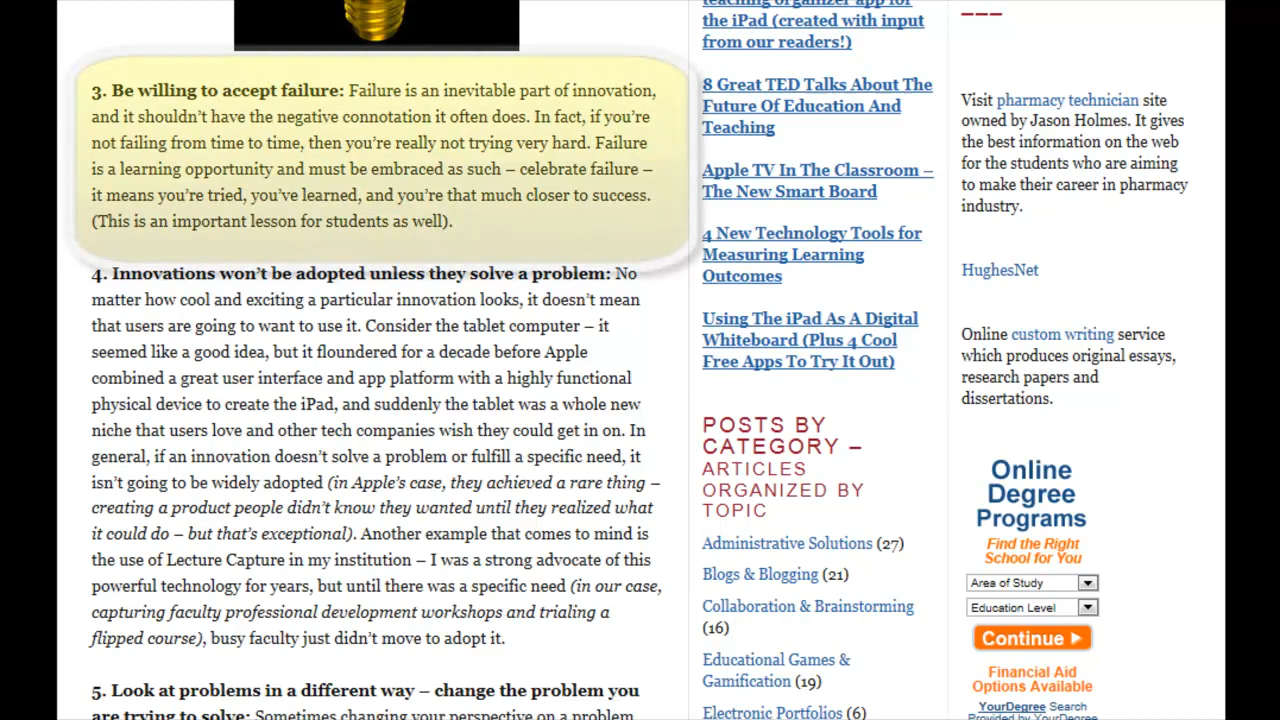 3. Be willing to accept failure: Failure is an inevitable part of innovation,
and it shouldn't have the negative connotation it often does. In fact, if you're
not failing from time to time, then you're really not trying very hard. Failure
is a learning opportunity and must be embraced as such – celebrate failure –
it means you're tried, you've learned, and you're that much closer to success.
(This is an important lesson for students as well).
4. Innovations won't be adopted unless they solve a problem: No
matter how cool and exciting a particular innovation looks, it doesn't mean
that users are going to want to use it. Consider the tablet computer – it
seemed like a good idea, but it floundered for a decade before Apple
combined a great user interface and app platform with a highly functional
physical device to create the iPad, and suddenly the tablet was a whole new
niche that users love and other tech companies wish they could get in on. In
general, if an innovation doesn't solve a problem or fulfill a specific need, it
isn't going to be widely adopted (in Apple's case, they achieved a rare thing –
creating a product people didn't know they wanted until they realized what
it could do – but that's exceptional). Another example that comes to mind is
the use of Lecture Capture in my institution – I was a strong advocate of this
powerful technology for years, but until there was a specific need (in our case,
capturing faculty professional development workshops and trialing a
flipped course), busy faculty just didn't move to adopt it.
5. Look at problems in a different way – change the problem you
are trying to solve: Sometimes changing your perspective on a problem
teaching organizer app for
the iPad (created with input
from our readers!)
8 Great TED Talks About The
Future Of Education And
Teaching
Apple TV In The Classroom –
The New Smart Board
4 New Technology Tools for
Measuring Learning
Outcomes
Using The iPad As A Digital
Whiteboard (Plus 4 Cool
Free Apps To Try It Out)
POSTS BY
CATEGORY –
ARTICLES
ORGANIZED BY
TOPIC
Administrative Solutions (27)
Blogs & Blogging (21)
Collaboration & Brainstorming
(16)
Educational Games &
Gamification (19)
Electronic Portfolios (6)
Visit pharmacy technician site
owned by Jason Holmes. It gives
the best information on the web
for the students who are aiming
to make their career in pharmacy
industry.
HughesNet
Online custom writing service
which produces original essays,
research papers and
dissertations.
Online
Degree
Programs
Find the Right
School for You
Area of Study
Education Level
Continue
Financial Aid
Options Available
YourDegree Search
Provided by YourDegree